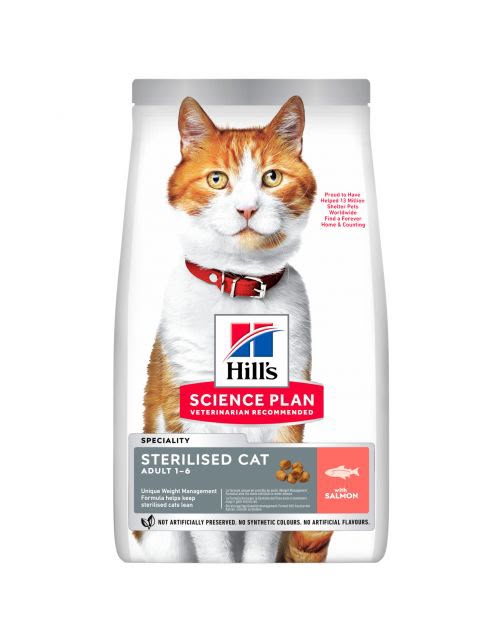 Proud to Have
Helped 13 Million
Shelter Pets
Worldwide
Find a Forever
Home & Counting
Hill's
SCIENCE PLAN
VETERINARIAN RECOMMENDED
SPECIALITY
STERILISED CAT
ADULT 1-6
Unique Weight Management
Formula helps keep
sterilised cats lean
with
SALMON
NOT ARTIFICIALLY PRESERVED. NO SYNTHETIC COLOURS. NO ARTIFICIAL FLAVOURS.